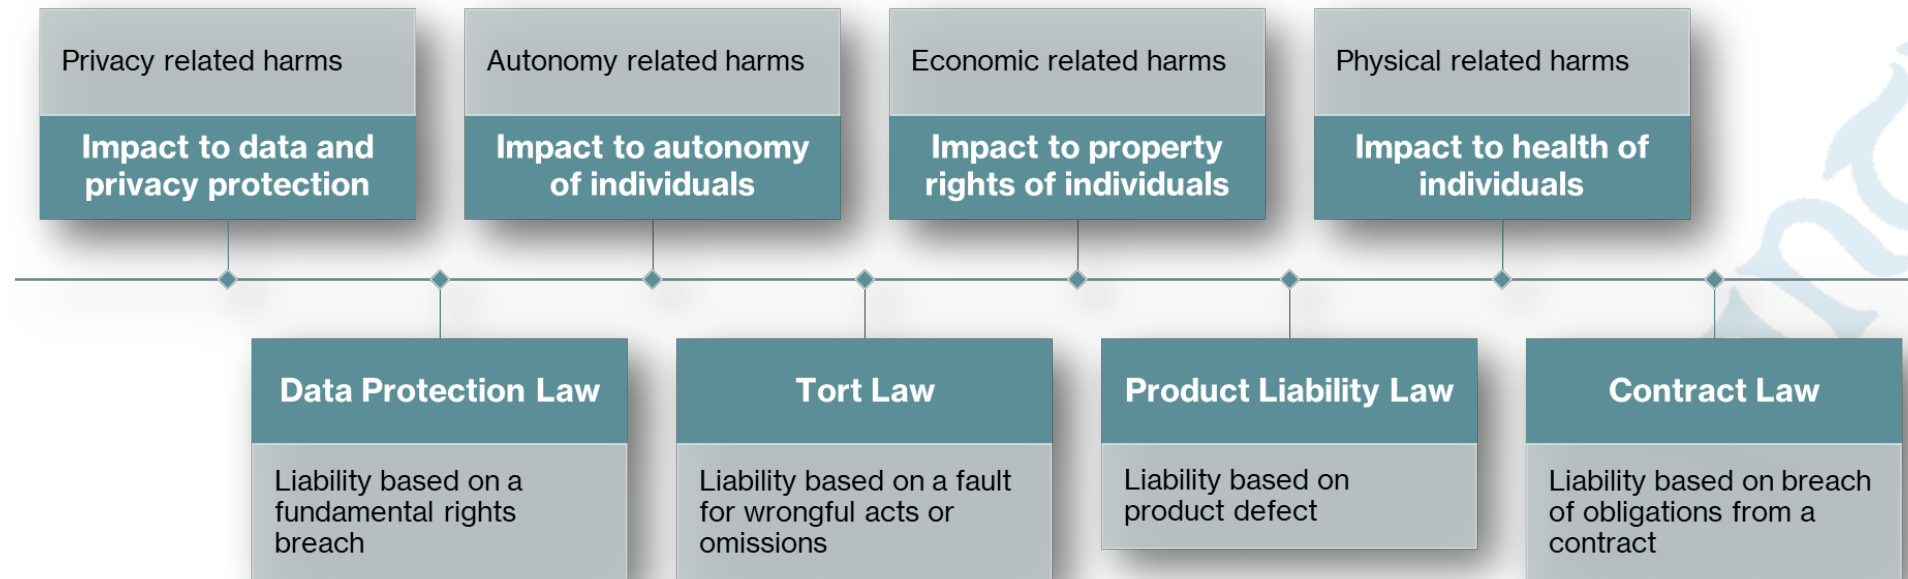 Privacy related harms
Impact to data and
privacy protection
Autonomy related harms
Impact to autonomy
of individuals
Economic related harms
Impact to property
rights of individuals
Physical related harms
Impact to health of
individuals
Data Protection Law
Liability based on a
fundamental rights
breach
Tort Law
Liability based on a fault
for wrongful acts or
omissions
Product Liability Law
Liability based on
product defect
Contract Law
Liability based on breach
of obligations from a
contract